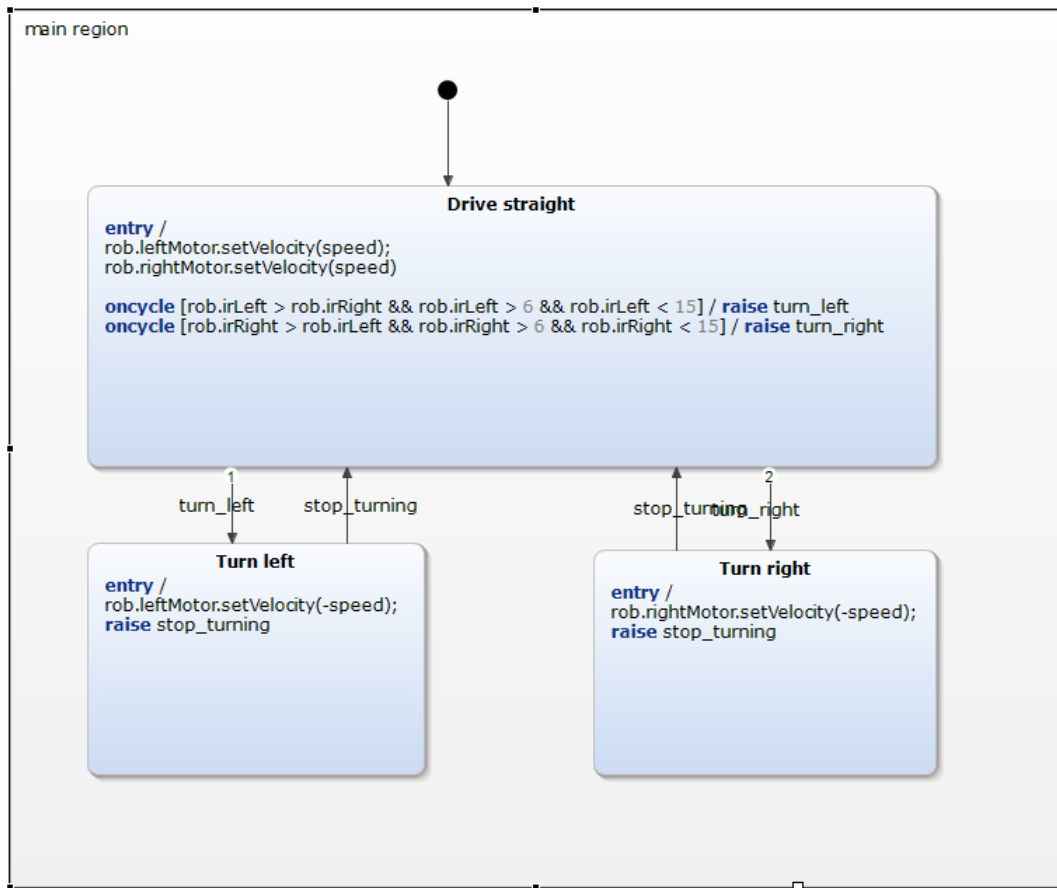 main region
Drive straight
entry /
rob.leftMotor.setVelocity(speed);
rob.rightMotor.setVelocity(speed)
oncycle [rob.irLeft > rob.irRight && rob.irLeft > 6 && rob.irLeft < 15] / raise turn_left
oncycle [rob.irRight > rob.irLeft && rob.irRight > 6 && rob.irRight < 15] / raise turn_right
1
2
turn_left
stop_turning
stop_turning
turn_right
Turn left
entry /
rob.leftMotor.setVelocity(-speed);
raise stop_turning
Turn right
entry /
rob.rightMotor.setVelocity(-speed);
raise stop_turning